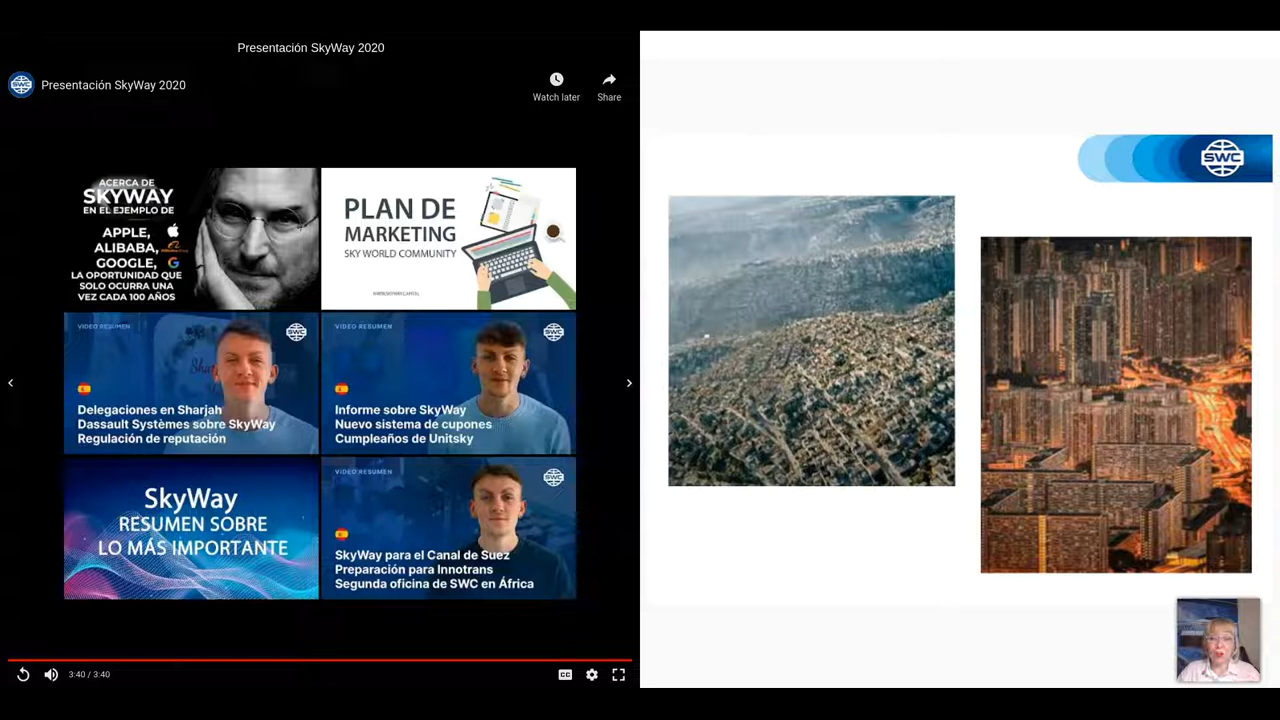 Presentación SkyWay 2020
Presentación SkyWay 2020
Watch later
Share
ACERCA DE
SKYWAY
EN EL EJEMPLO DE
APPLE,
ALIBABA,
GOOGLE,
LA OPORTUNIDAD QUE
SOLO OCURRA UNA
VEZ CADA 100 AÑOS
PLAN DE
MARKETING
SKY WORLD COMMUNITY
VIDEO RESUMEN
SWC
Delegaciones en Sharjah
Dassault Systèmes sobre SkyWay
Regulación de reputación
VIDEO RESUMEN
SWC
Informe sobre SkyWay
Nuevo sistema de cupones
Cumpleaños de Unitsky
SkyWay
RESUMEN SOBRE
LO MÁS IMPORTANTE
VIDEO RESUMEN
SWC
SkyWay para el Canal de Suez
Preparación para Innotrans
Segunda oficina de SWC en África
3:40 / 3:40
CC
SWC